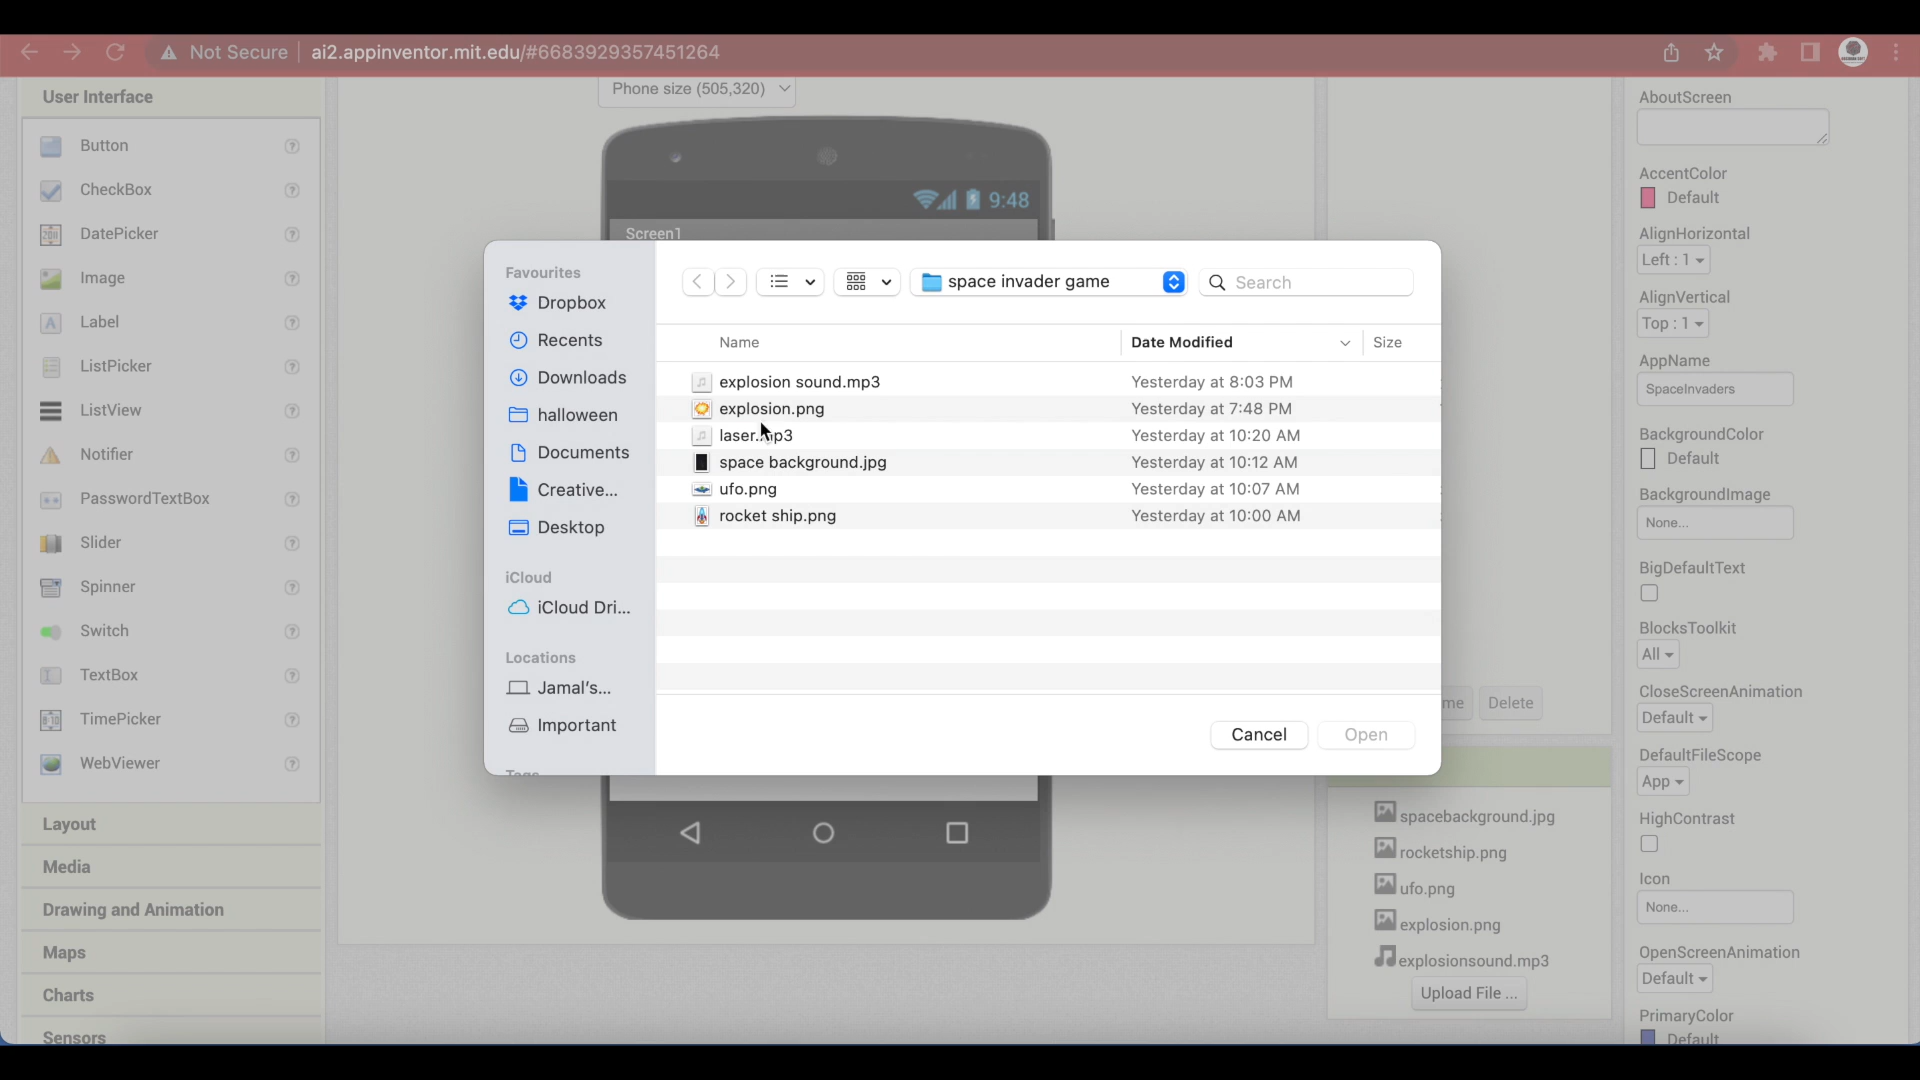 Not Secure | ai2.appinventor.mit.edu/#6683929357451264
User Interface
Button
CheckBox
DatePicker
Image
Label
ListPicker
ListView
Notifier
PasswordTextBox
Slider
Spinner
Switch
TextBox
TimePicker
WebViewer
Layout
Media
Drawing and Animation
Maps
Charts
Sensors
Phone size (505,320)
9:48
Screen1
Favourites
Dropbox
Recents
Downloads
halloween
Documents
Creative...
Desktop
iCloud
iCloud Dri...
Locations
Jamal's...
Important
Tags
space invader game
Search
Name Date Modified Size
explosion sound.mp3 Yesterday at 8:03 PM
explosion.png Yesterday at 7:48 PM
laser.mp3 Yesterday at 10:20 AM
space background.jpg Yesterday at 10:12 AM
ufo.png Yesterday at 10:07 AM
rocket ship.png Yesterday at 10:00 AM
Cancel Open
me Delete
spacebackground.jpg
rocketship.png
ufo.png
explosion.png
explosionsound.mp3
Upload File ...
AboutScreen
AccentColor
Default
AlignHorizontal
Left : 1
AlignVertical
Top : 1
AppName
SpaceInvaders
BackgroundColor
Default
BackgroundImage
None...
BigDefaultText
BlocksToolkit
All
CloseScreenAnimation
Default
DefaultFileScope
App
HighContrast
Icon
None...
OpenScreenAnimation
Default
PrimaryColor
Default